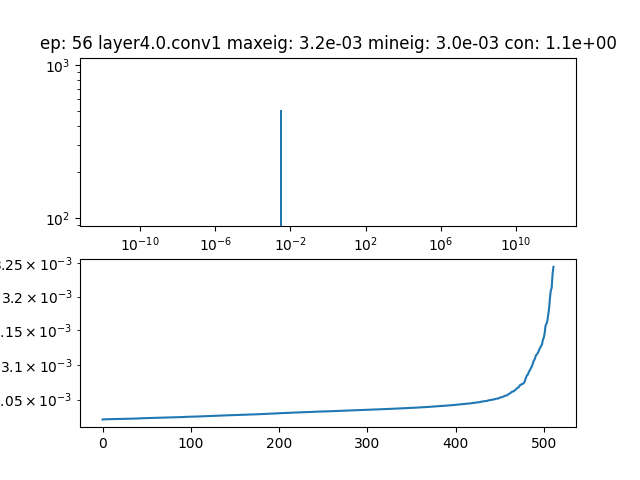 ep: 56 layer4.0.conv1 maxeig: 3.2e-03 mineig: 3.0e-03 con: 1.1e+00
10³
10²
10⁻¹⁰ 10⁻⁶ 10⁻² 10² 10⁶ 10¹⁰
.25 × 10⁻³
3.2 × 10⁻³
.15 × 10⁻³
3.1 × 10⁻³
.05 × 10⁻³
0 100 200 300 400 500